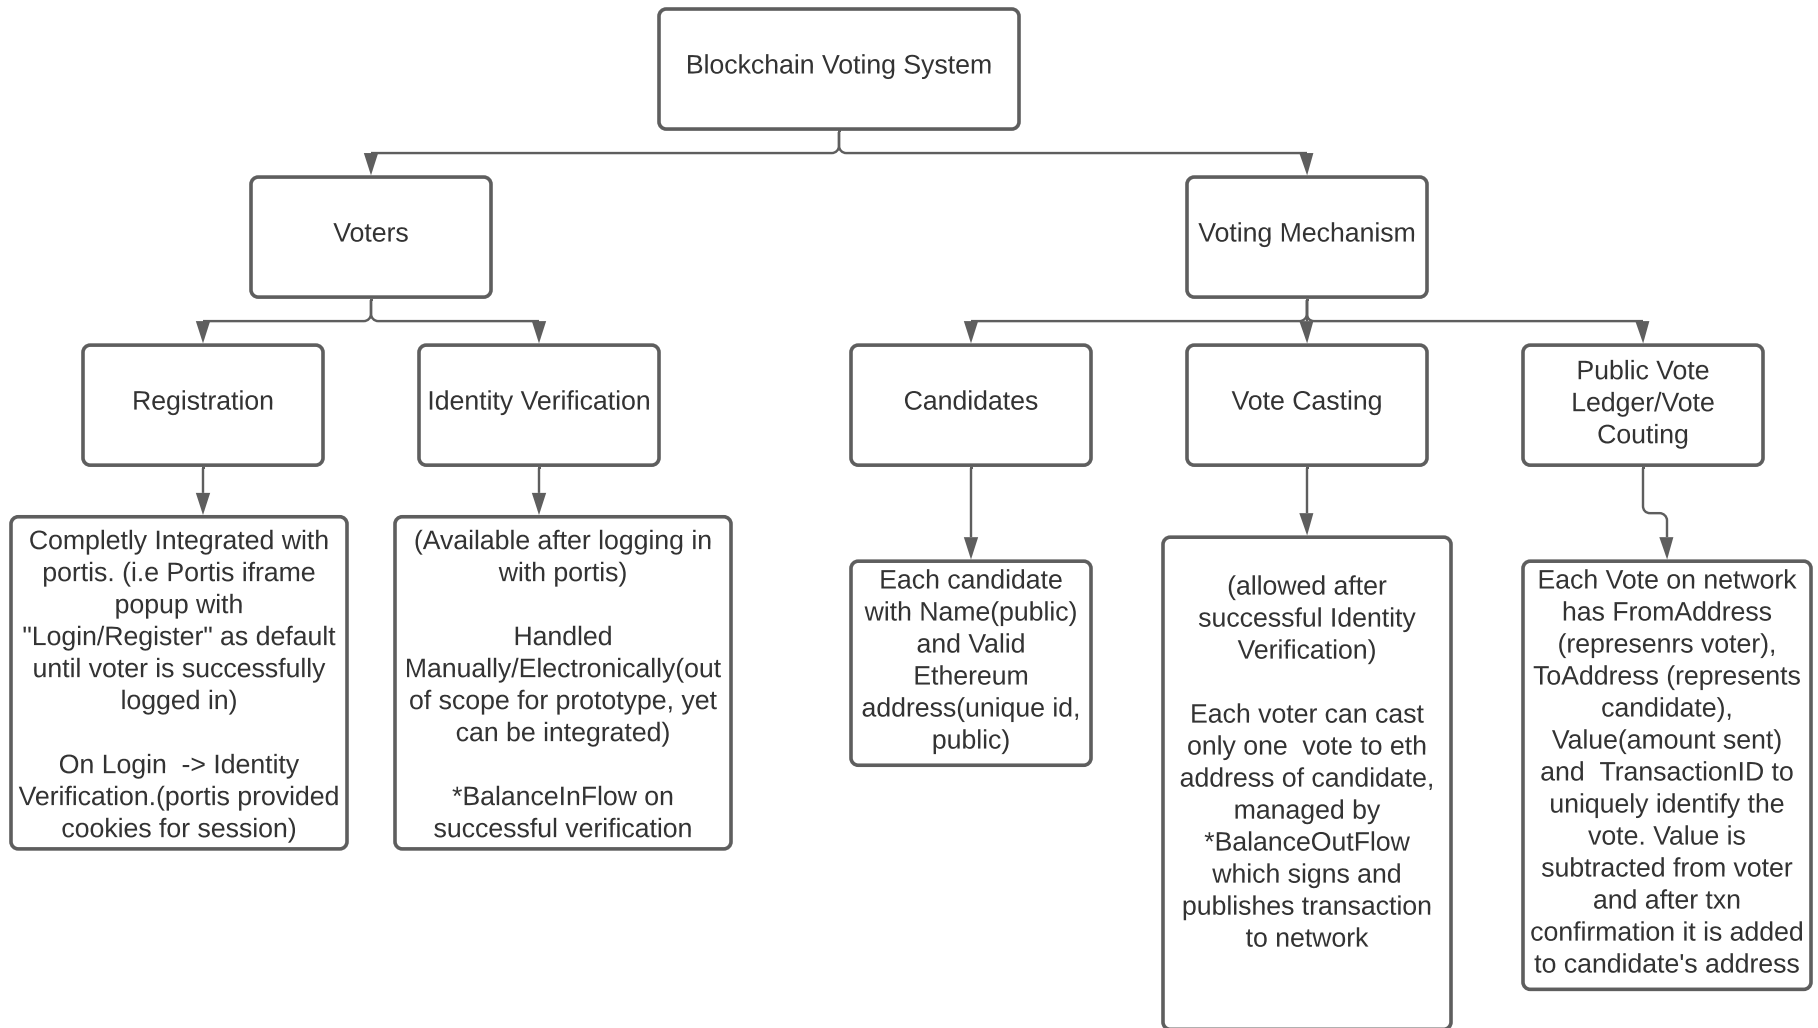 Blockchain Voting System
Voters
Voting Mechanism
Registration
Identity Verification
Candidates
Vote Casting
Public Vote
Ledger/Vote
Couting
Completly Integrated with
portis. (i.e Portis iframe
popup with
"Login/Register" as default
until voter is successfully
logged in)
On Login  -> Identity
Verification.(portis provided
cookies for session)
(Available after logging in
with portis)
Handled
Manually/Electronically(out
of scope for prototype, yet
can be integrated)
*BalanceInFlow on
successful verification
Each candidate
with Name(public)
and Valid
Ethereum
address(unique id,
public)
(allowed after
successful Identity
Verification)
Each voter can cast
only one  vote to eth
address of candidate,
managed by
*BalanceOutFlow
which signs and
publishes transaction
to network
Each Vote on network
has FromAddress
(represenrs voter),
ToAddress (represents
candidate),
Value(amount sent)
and  TransactionID to
uniquely identify the
vote. Value is
subtracted from voter
and after txn
confirmation it is added
to candidate's address